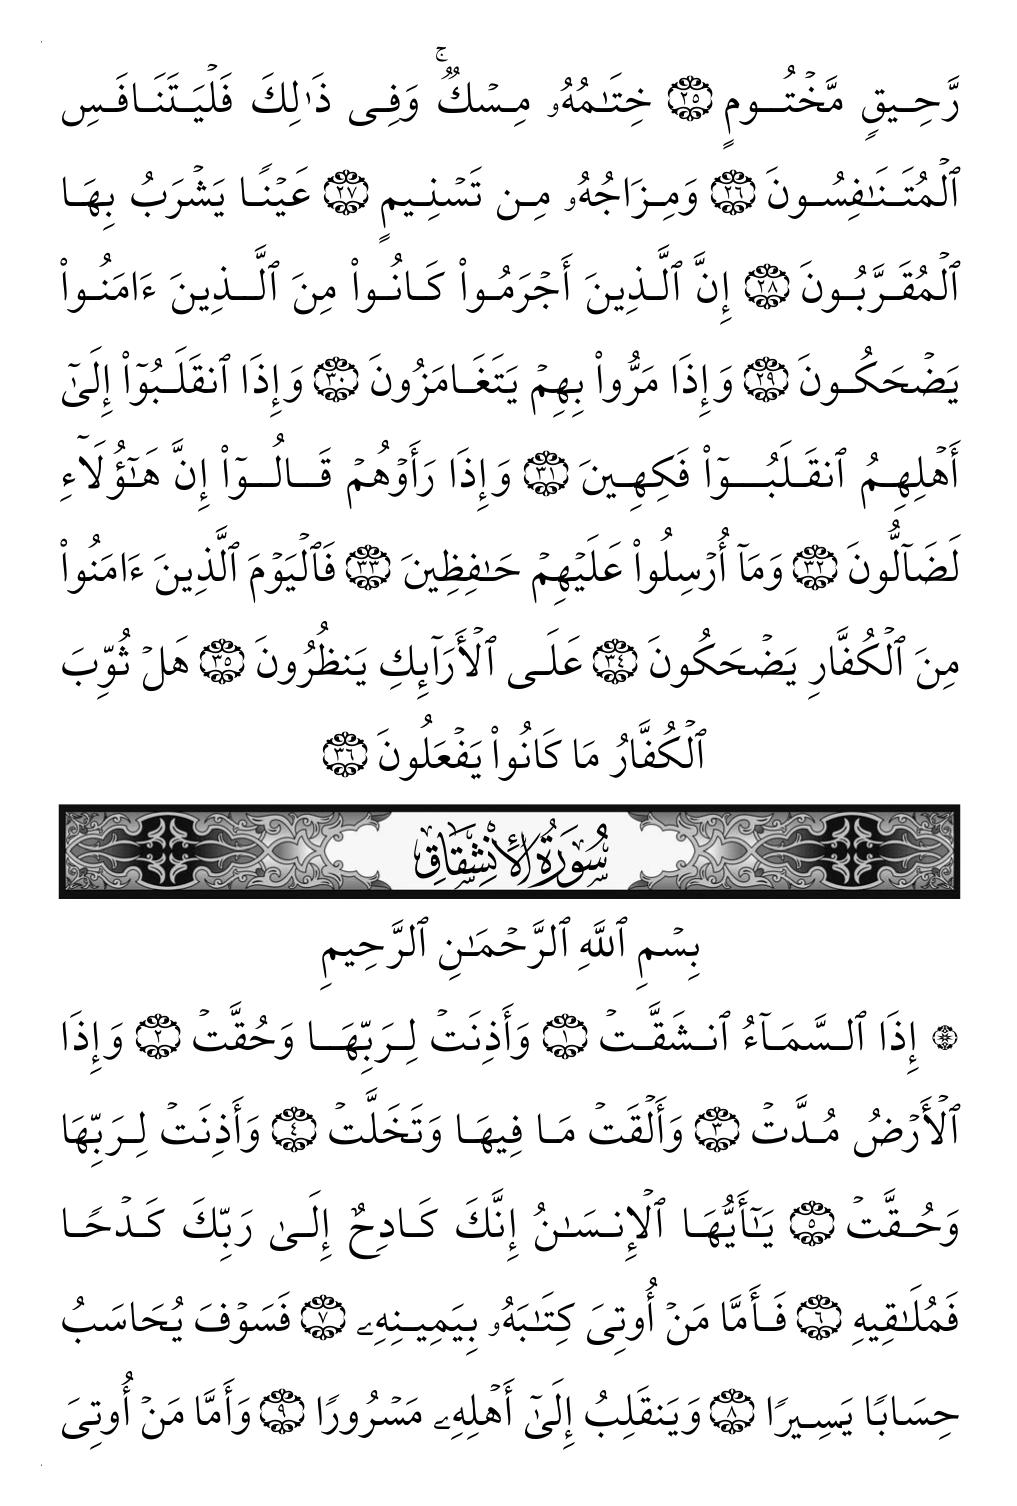 رَّحِيقٖ مَّخۡتُومٍ ٢٥ خِتَٰمُهُۥ مِسۡكٞۚ وَفِي ذَٰلِكَ فَلۡيَتَنَافَسِ
ٱلۡمُتَنَٰفِسُونَ ٢٦ وَمِزَاجُهُۥ مِن تَسۡنِيمٍ ٢٧ عَيۡنٗا يَشۡرَبُ بِهَا
ٱلۡمُقَرَّبُونَ ٢٨ إِنَّ ٱلَّذِينَ أَجۡرَمُواْ كَانُواْ مِنَ ٱلَّذِينَ ءَامَنُواْ
يَضۡحَكُونَ ٢٩ وَإِذَا مَرُّواْ بِهِمۡ يَتَغَامَزُونَ ٣٠ وَإِذَا ٱنقَلَبُوٓاْ إِلَىٰٓ
أَهۡلِهِمُ ٱنقَلَبُوٓاْ فَكِهِينَ ٣١ وَإِذَا رَأَوۡهُمۡ قَالُوٓاْ إِنَّ هَٰٓؤُلَآءِ
لَضَآلُّونَ ٣٢ وَمَآ أُرۡسِلُواْ عَلَيۡهِمۡ حَٰفِظِينَ ٣٣ فَٱلۡيَوۡمَ ٱلَّذِينَ ءَامَنُواْ
مِنَ ٱلۡكُفَّارِ يَضۡحَكُونَ ٣٤ عَلَى ٱلۡأَرَآئِكِ يَنظُرُونَ ٣٥ هَلۡ ثُوِّبَ
ٱلۡكُفَّارُ مَا كَانُواْ يَفۡعَلُونَ ٣٦
سُورَةُ الِانْشِقَاقِ
بِسۡمِ ٱللَّهِ ٱلرَّحۡمَٰنِ ٱلرَّحِيمِ
۞ إِذَا ٱلسَّمَآءُ ٱنشَقَّتۡ ١ وَأَذِنَتۡ لِرَبِّهَا وَحُقَّتۡ ٢ وَإِذَا
ٱلۡأَرۡضُ مُدَّتۡ ٣ وَأَلۡقَتۡ مَا فِيهَا وَتَخَلَّتۡ ٤ وَأَذِنَتۡ لِرَبِّهَا
وَحُقَّتۡ ٥ يَٰٓأَيُّهَا ٱلۡإِنسَٰنُ إِنَّكَ كَادِحٌ إِلَىٰ رَبِّكَ كَدۡحٗا
فَمُلَٰقِيهِ ٦ فَأَمَّا مَنۡ أُوتِيَ كِتَٰبَهُۥ بِيَمِينِهِۦ ٧ فَسَوۡفَ يُحَاسَبُ
حِسَابٗا يَسِيرٗا ٨ وَيَنقَلِبُ إِلَىٰٓ أَهۡلِهِۦ مَسۡرُورٗا ٩ وَأَمَّا مَنۡ أُوتِيَ